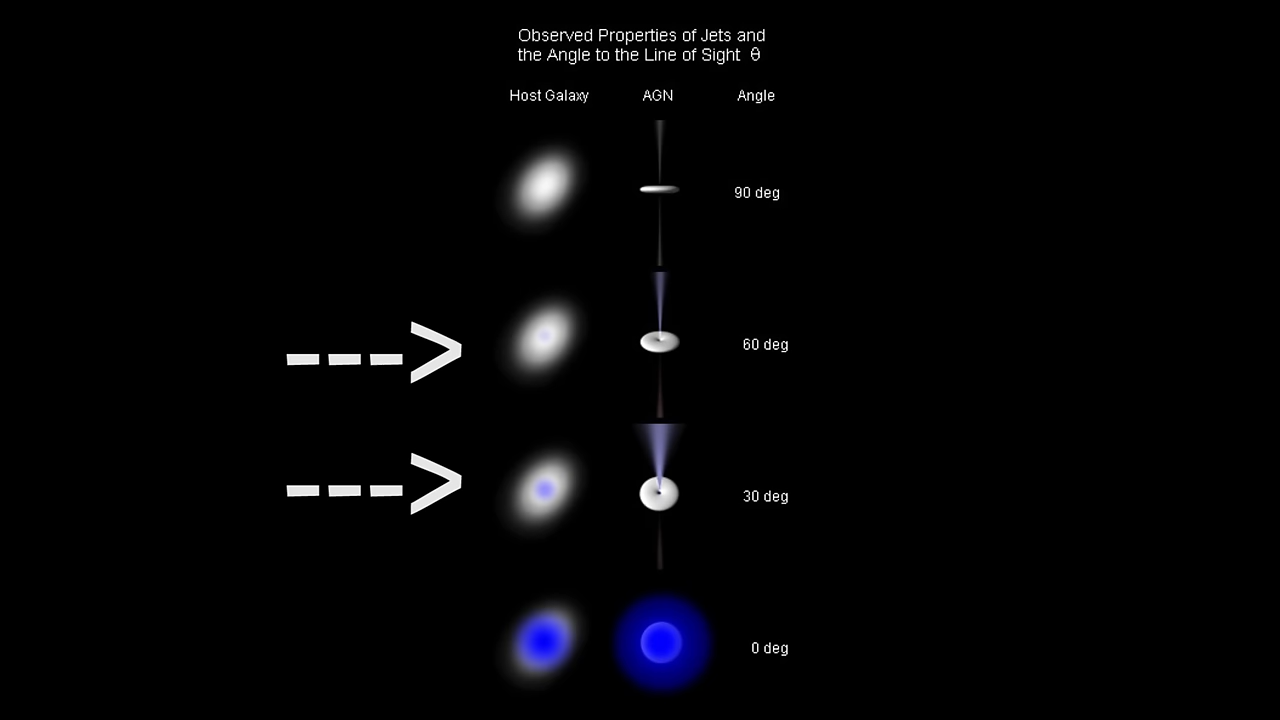 Observed Properties of Jets and
the Angle to the Line of Sight θ
Host Galaxy AGN Angle
90 deg
--->
60 deg
--->
30 deg
0 deg